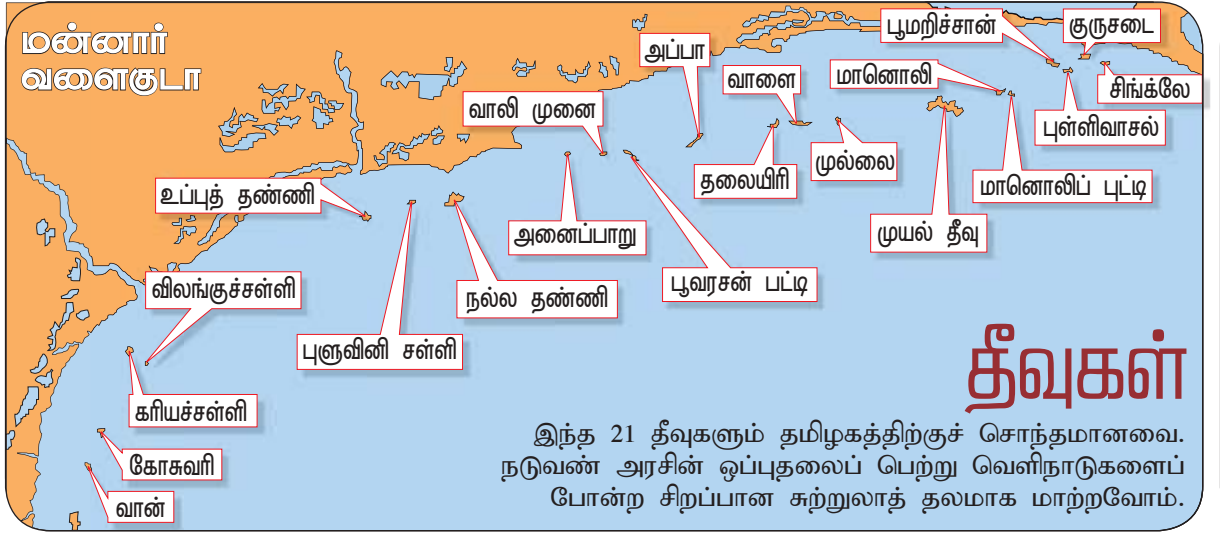 மன்னார்
வளைகுடா
பூமறிச்சான்
குருசடை
அப்பா
வாளை
மானொலி
சிங்க்லே
வாலி முனை
புள்ளிவாசல்
முல்லை
தலையிரி
மானொலிப் புட்டி
உப்புத் தண்ணி
அனைப்பாறு
முயல் தீவு
விலங்குச்சள்ளி
நல்ல தண்ணி
பூவரசன் பட்டி
புளுவினி சள்ளி
கரியச்சள்ளி
கோசுவரி
வான்
தீவுகள்
இந்த 21 தீவுகளும் தமிழகத்திற்குச் சொந்தமானவை.
நடுவண் அரசின் ஒப்புதலைப் பெற்று வெளிநாடுகளைப்
போன்ற சிறப்பான சுற்றுலாத் தலமாக மாற்றவோம்.